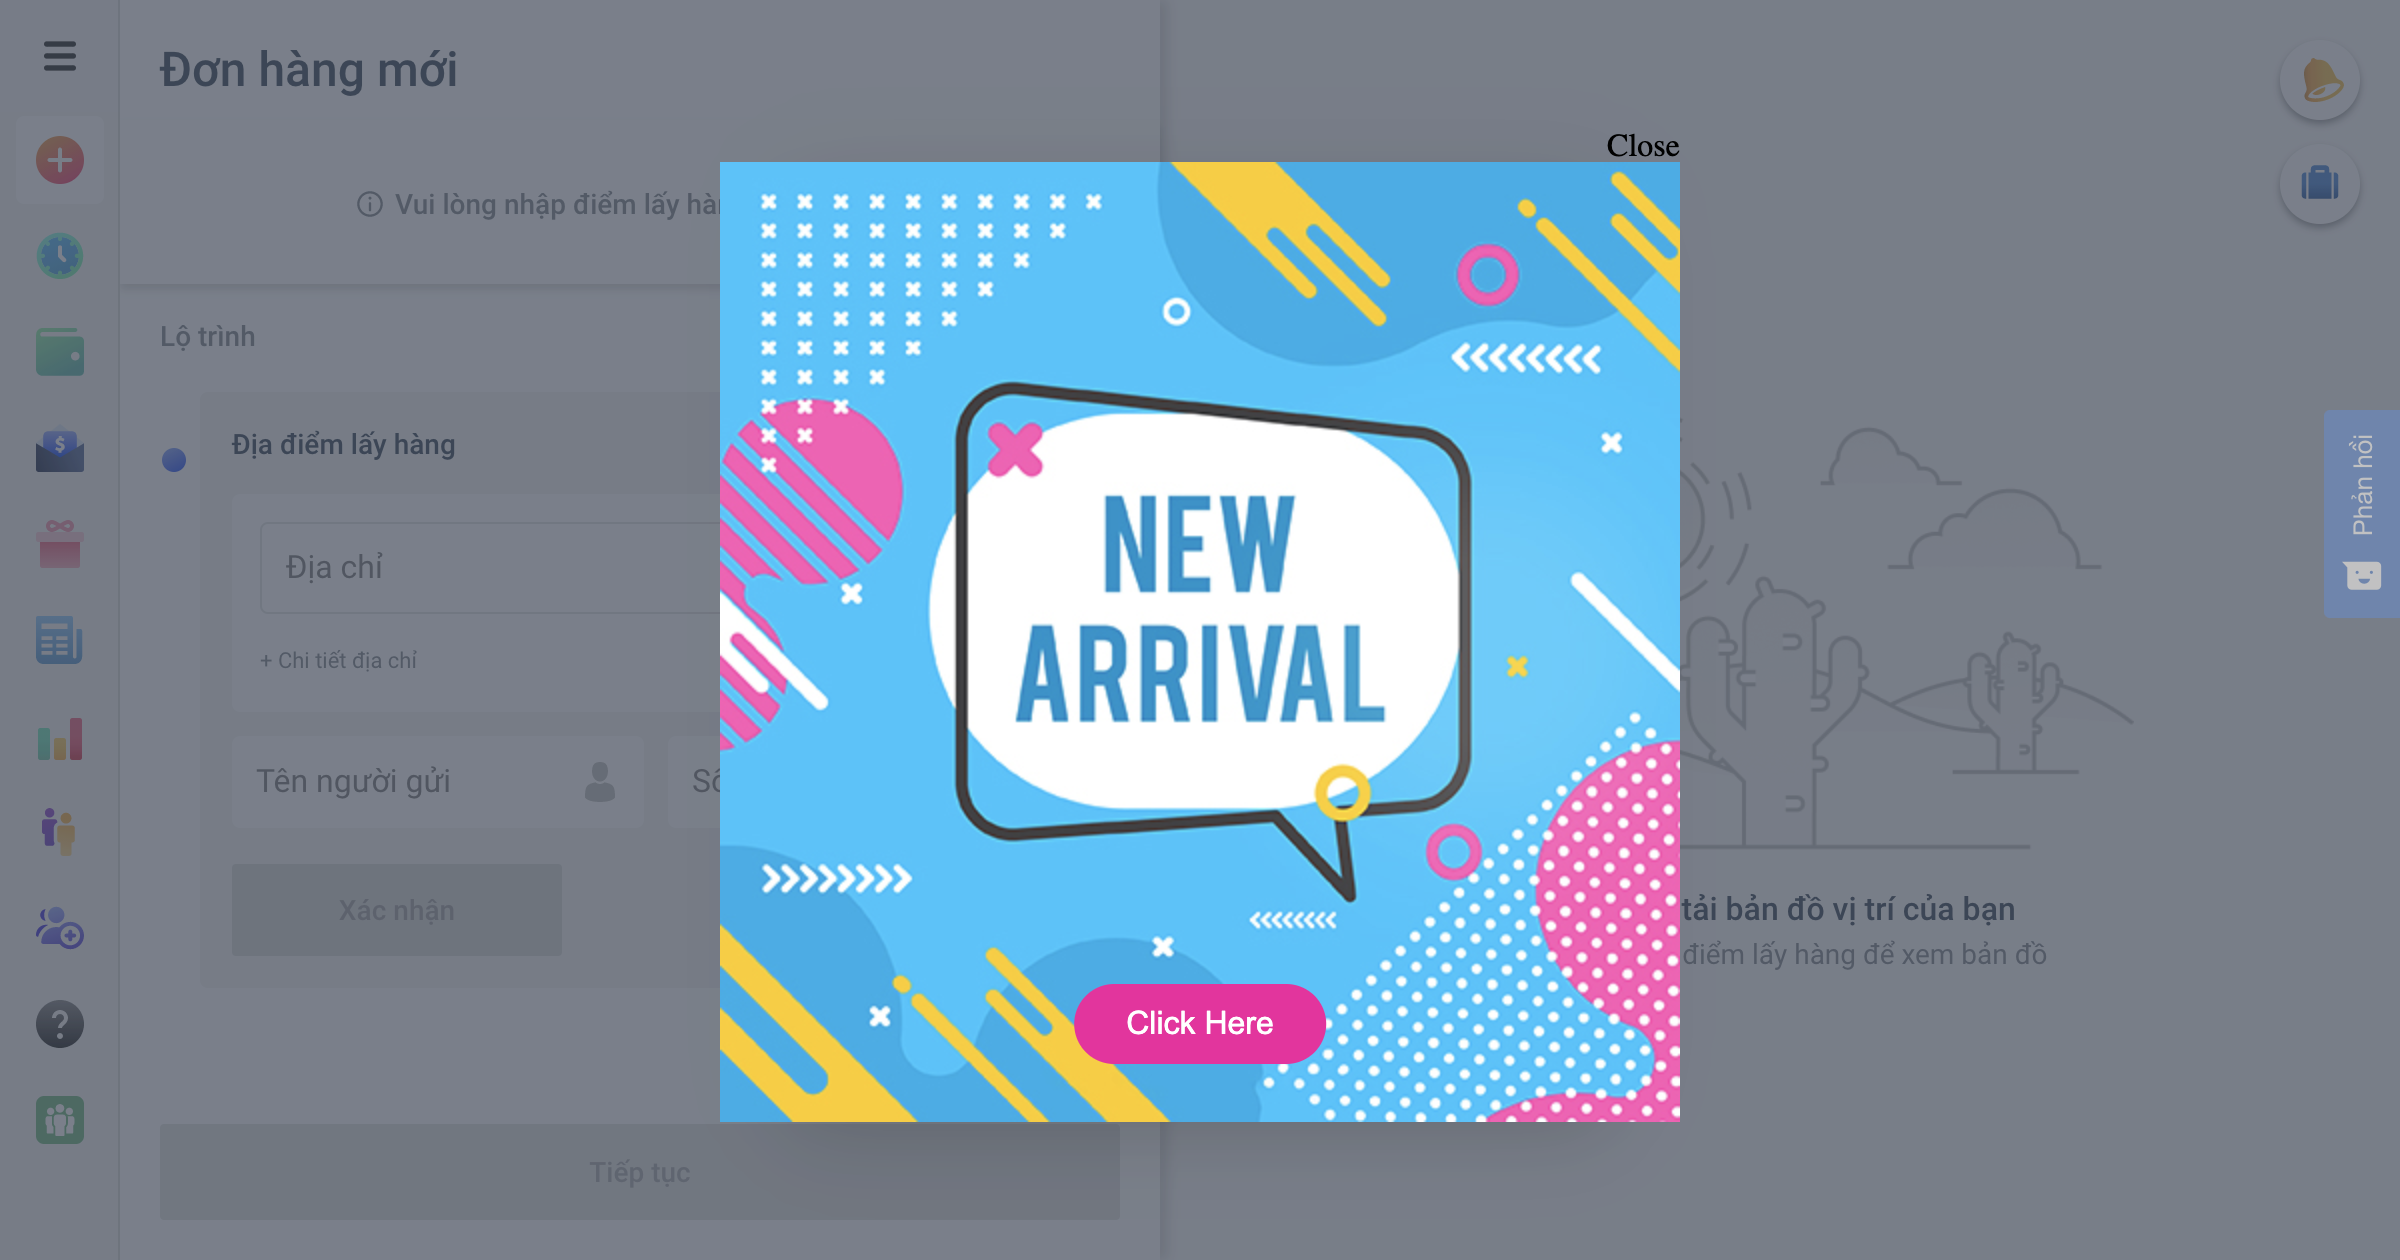 Đơn hàng mới
Close
Vui lòng nhập điểm lấy
Lộ trình
Địa điểm lấy hàng
Địa chỉ
+ Chi tiết địa chỉ
Tên người gửi
Xác nhận
Tiếp tục
NEW
ARRIVAL
Click Here
Phản hồi
tải bản đồ vị trí của bạn
điểm lấy hàng để xem bản đồ